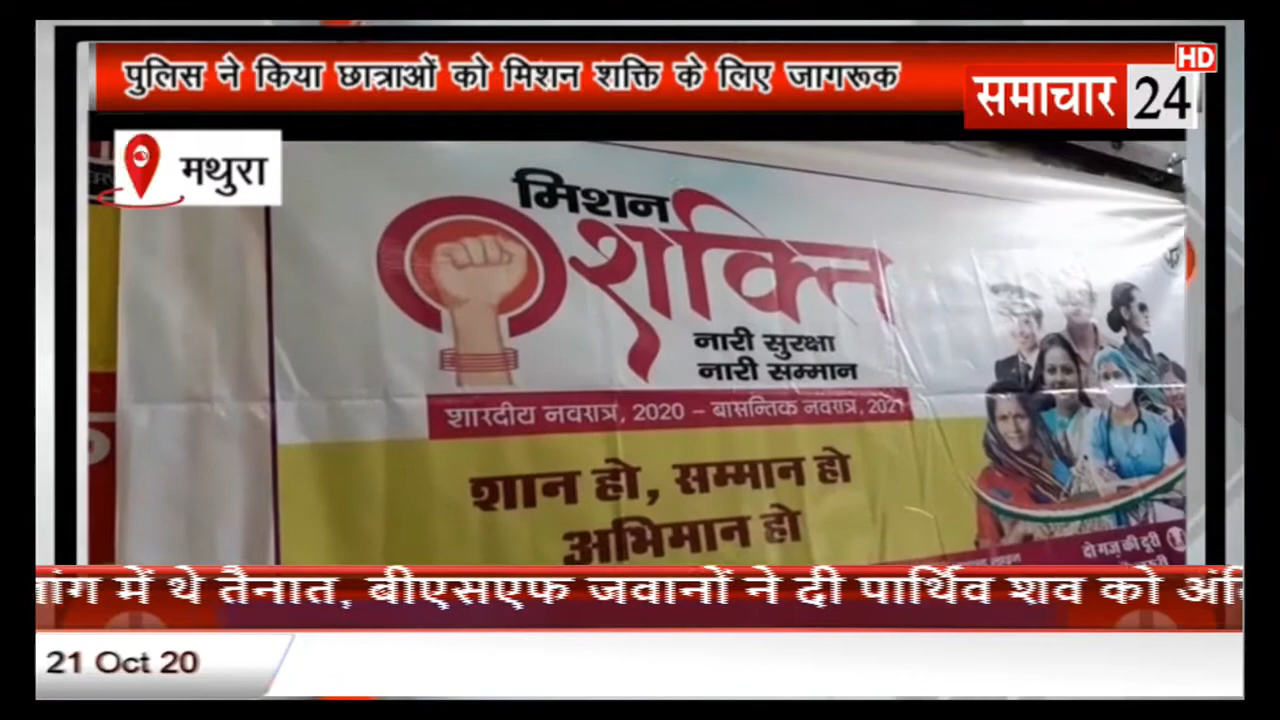 पुलिस ने किया छात्राओं को मिशन शक्ति के लिए जागरूक
HD
समाचार 24
मथुरा
मिशन
शक्ति
नारी सुरक्षा
नारी सम्मान
शारदीय नवरात्र, 2020 – बासन्तिक नवरात्र, 2021
शान हो, सम्मान हो
अभिमान हो
दो गज़ की दूरी
में थे तैनात, बीएसएफ जवानों ने दी पार्थिव शव को
21 Oct 20